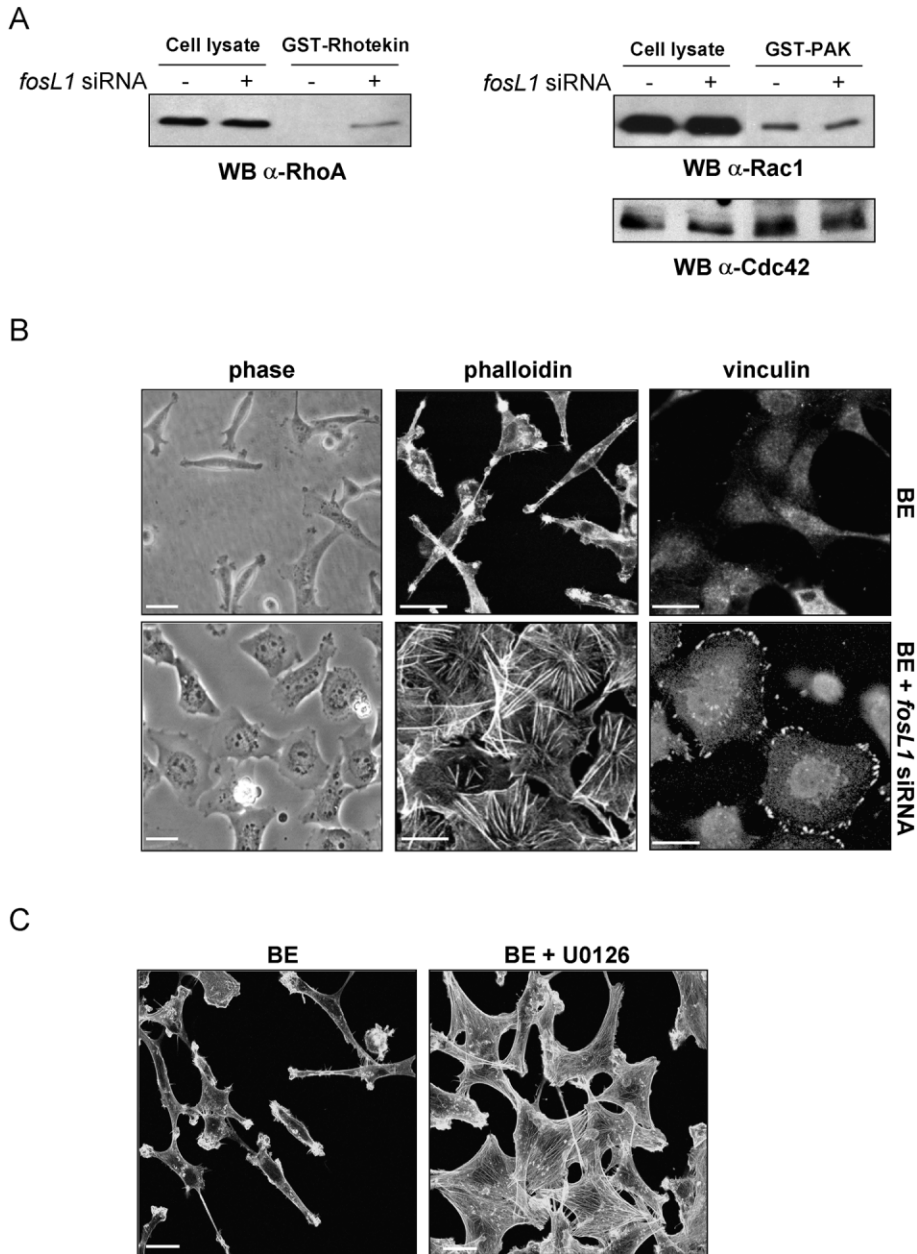 A
Cell lysate GST-Rhotekin
fosL1 siRNA - + - +
WB α-RhoA
Cell lysate GST-PAK
fosL1 siRNA - + - +
WB α-Rac1
WB α-Cdc42
B
phase phalloidin vinculin
BE
BE + fosL1 siRNA
C
BE BE + U0126